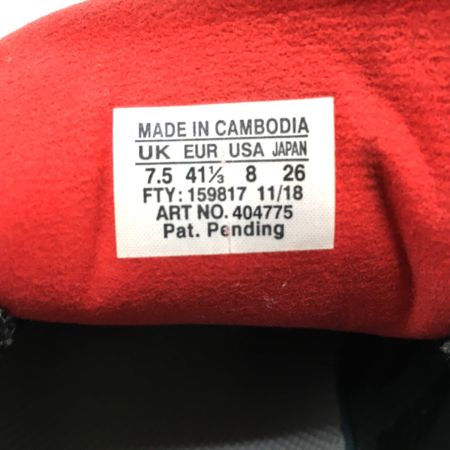 MADE IN CAMBODIA
UK EUR USA JAPAN
7.5 41⅓ 8 26
FTY: 159817 11/18
ART NO. 404775
Pat. Pending